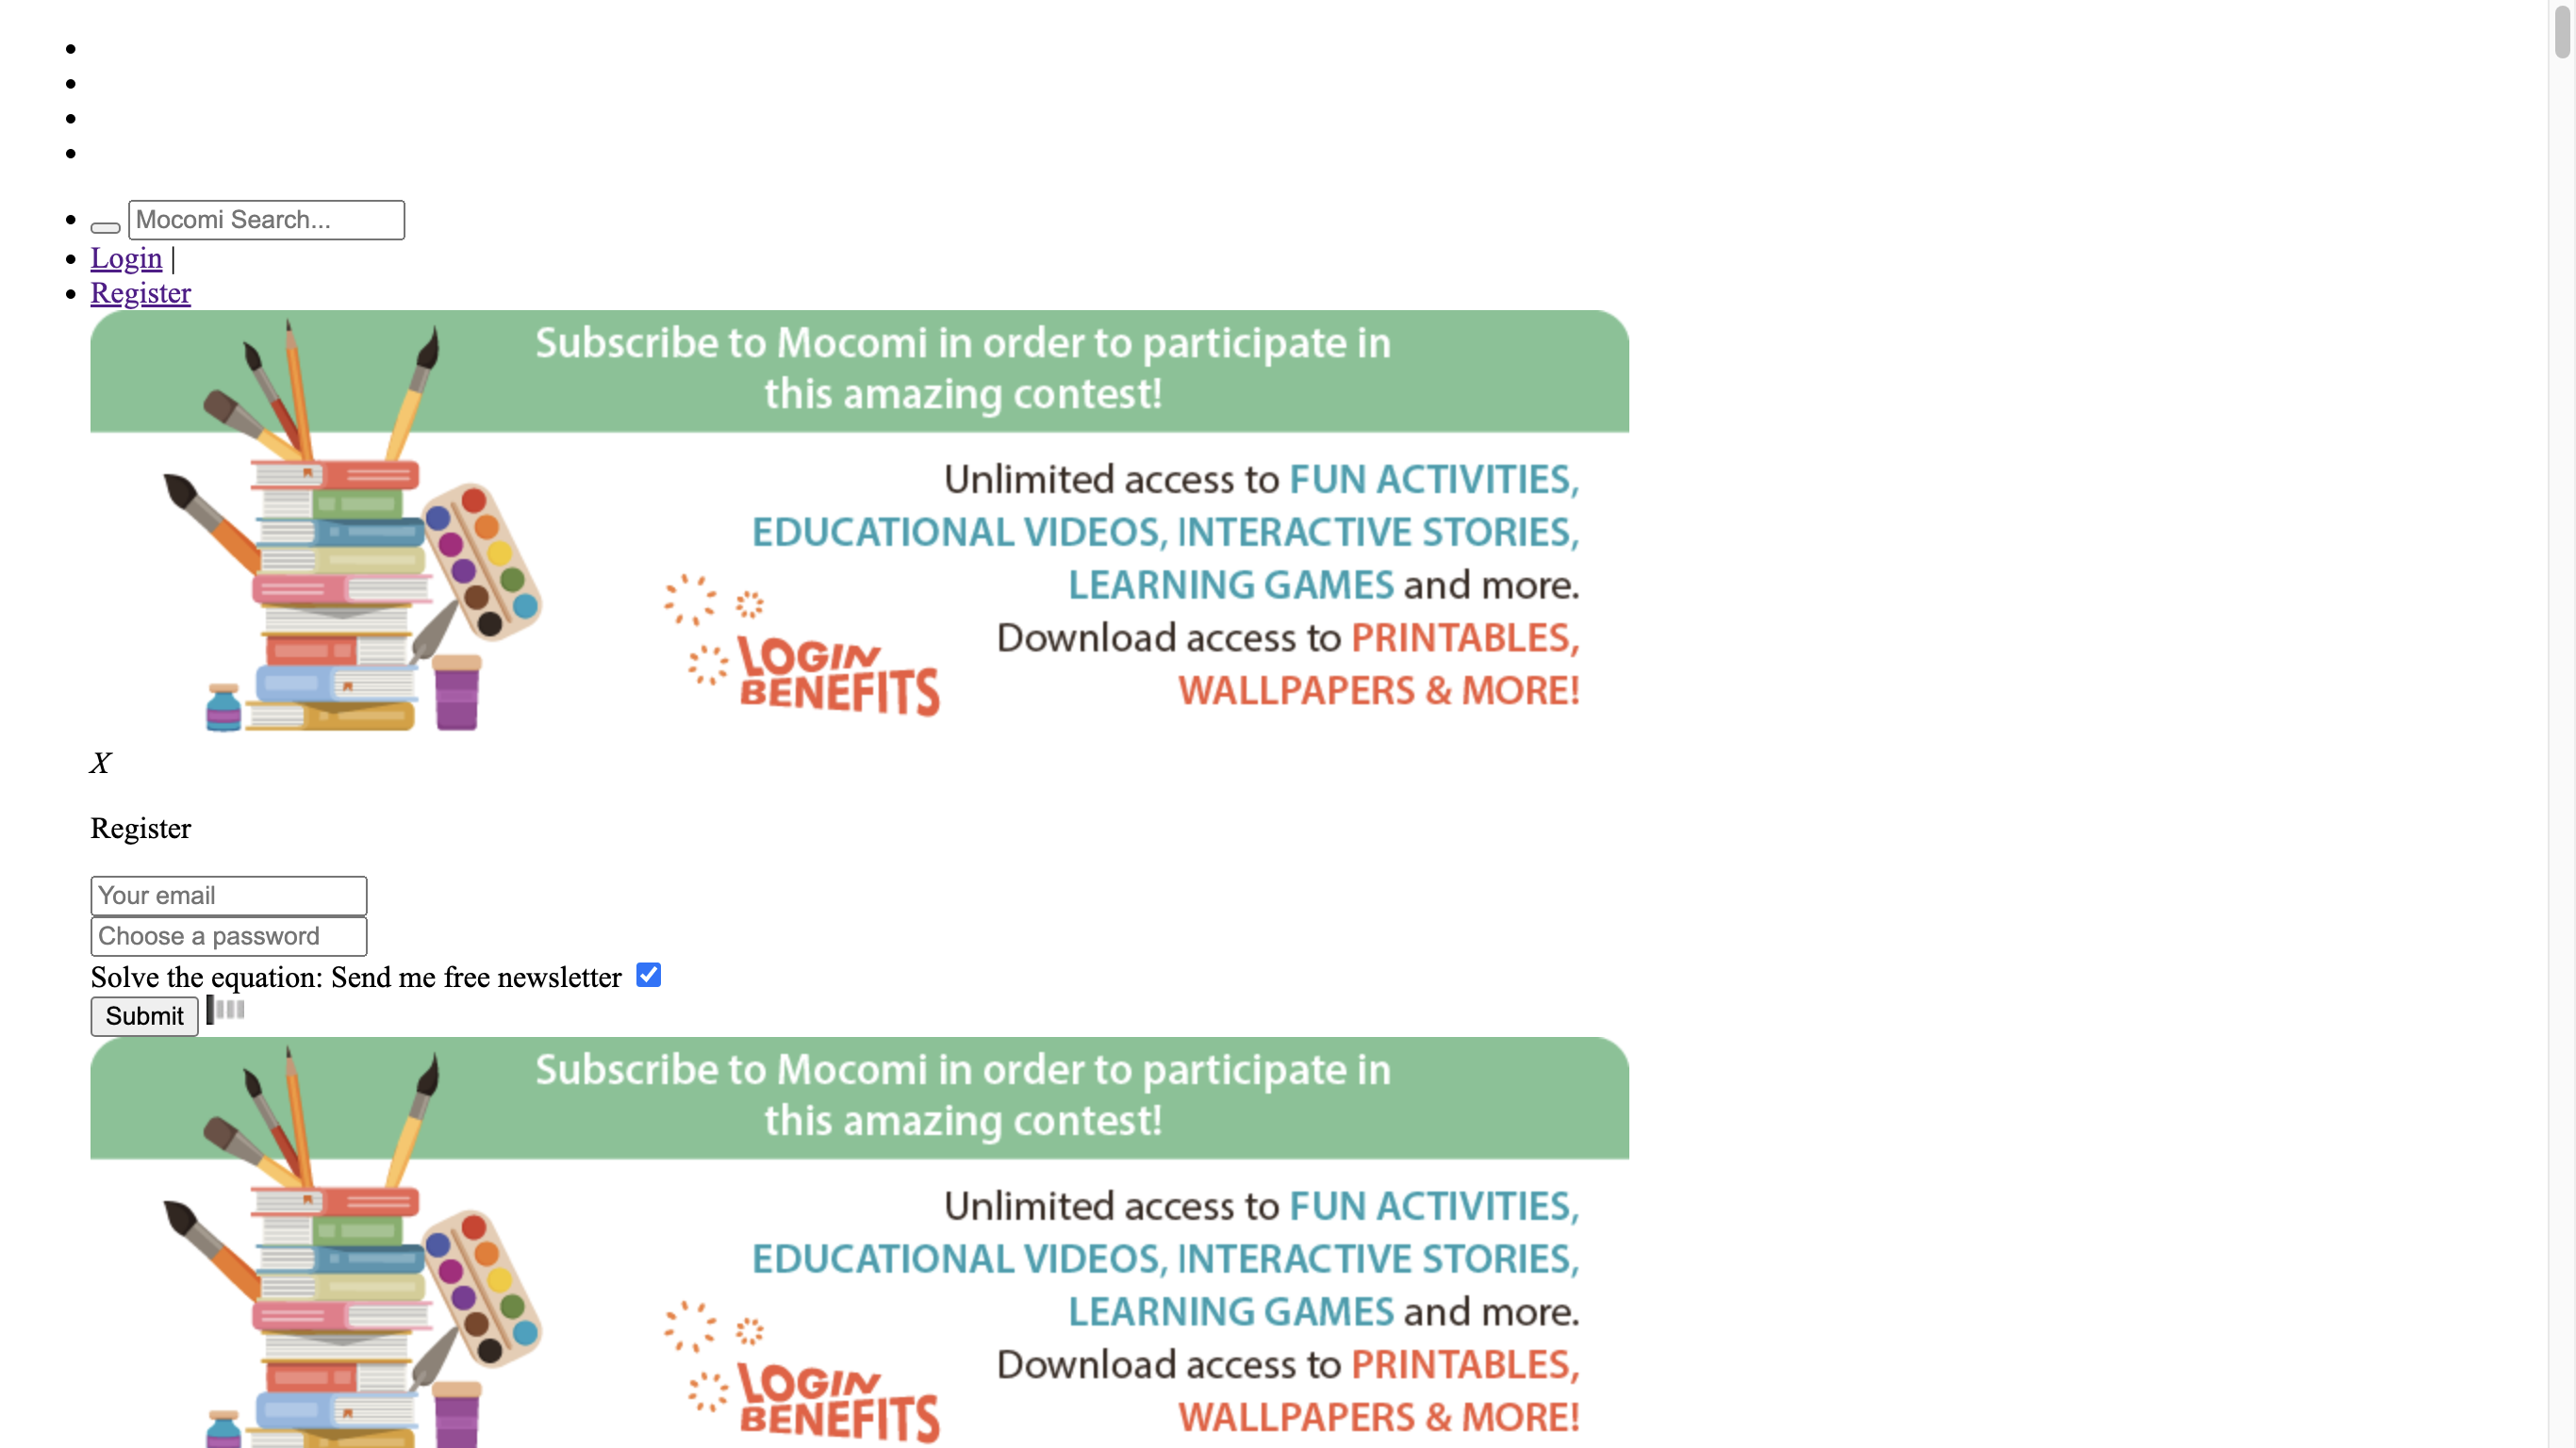 Mocomi Search...
Login |
Register
Subscribe to Mocomi in order to participate in
this amazing contest!
Unlimited access to FUN ACTIVITIES,
EDUCATIONAL VIDEOS, INTERACTIVE STORIES,
LEARNING GAMES and more.
Download access to PRINTABLES,
WALLPAPERS & MORE!
LOGIN
BENEFITS
X
Register
Your email
Choose a password
Solve the equation: Send me free newsletter
Submit
Subscribe to Mocomi in order to participate in
this amazing contest!
Unlimited access to FUN ACTIVITIES,
EDUCATIONAL VIDEOS, INTERACTIVE STORIES,
LEARNING GAMES and more.
Download access to PRINTABLES,
WALLPAPERS & MORE!
LOGIN
BENEFITS